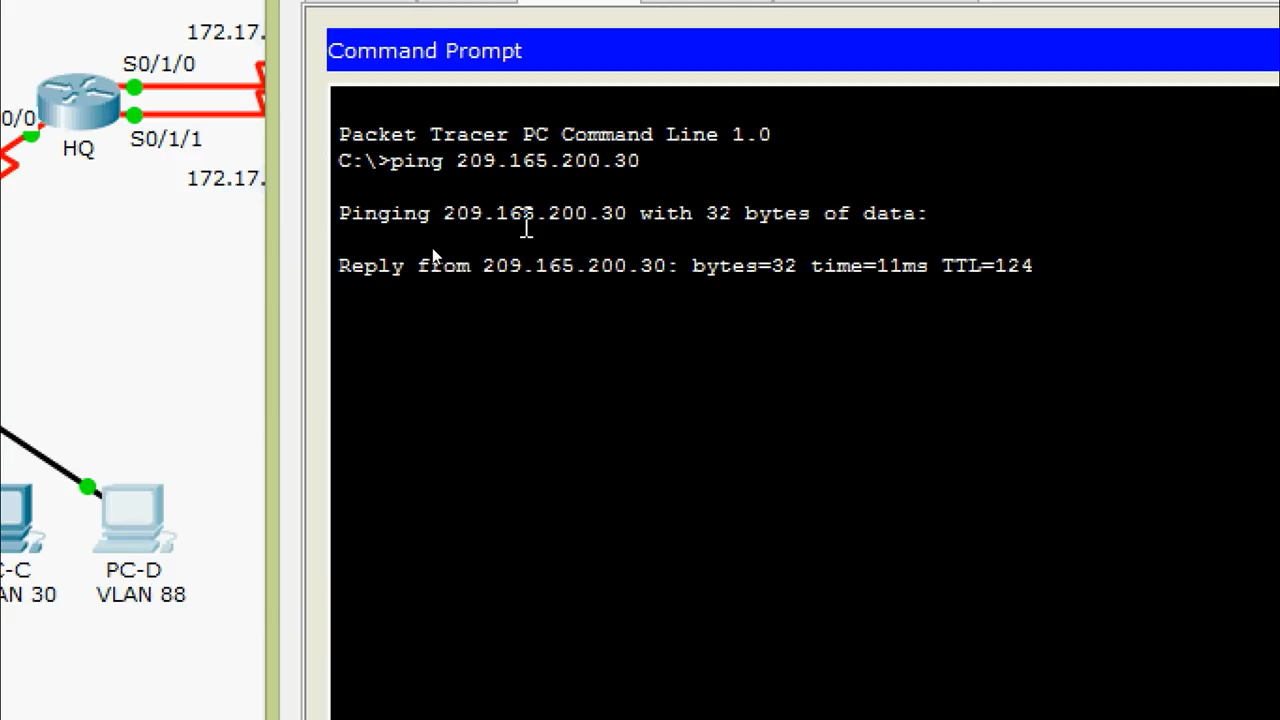 172.17.
S0/1/0
0/0
S0/1/1
HQ
172.17.
C-C
PC-D
AN 30
VLAN 88
Command Prompt
Packet Tracer PC Command Line 1.0
C:\>ping 209.165.200.30
Pinging 209.165.200.30 with 32 bytes of data:
Reply from 209.165.200.30: bytes=32 time=11ms TTL=124